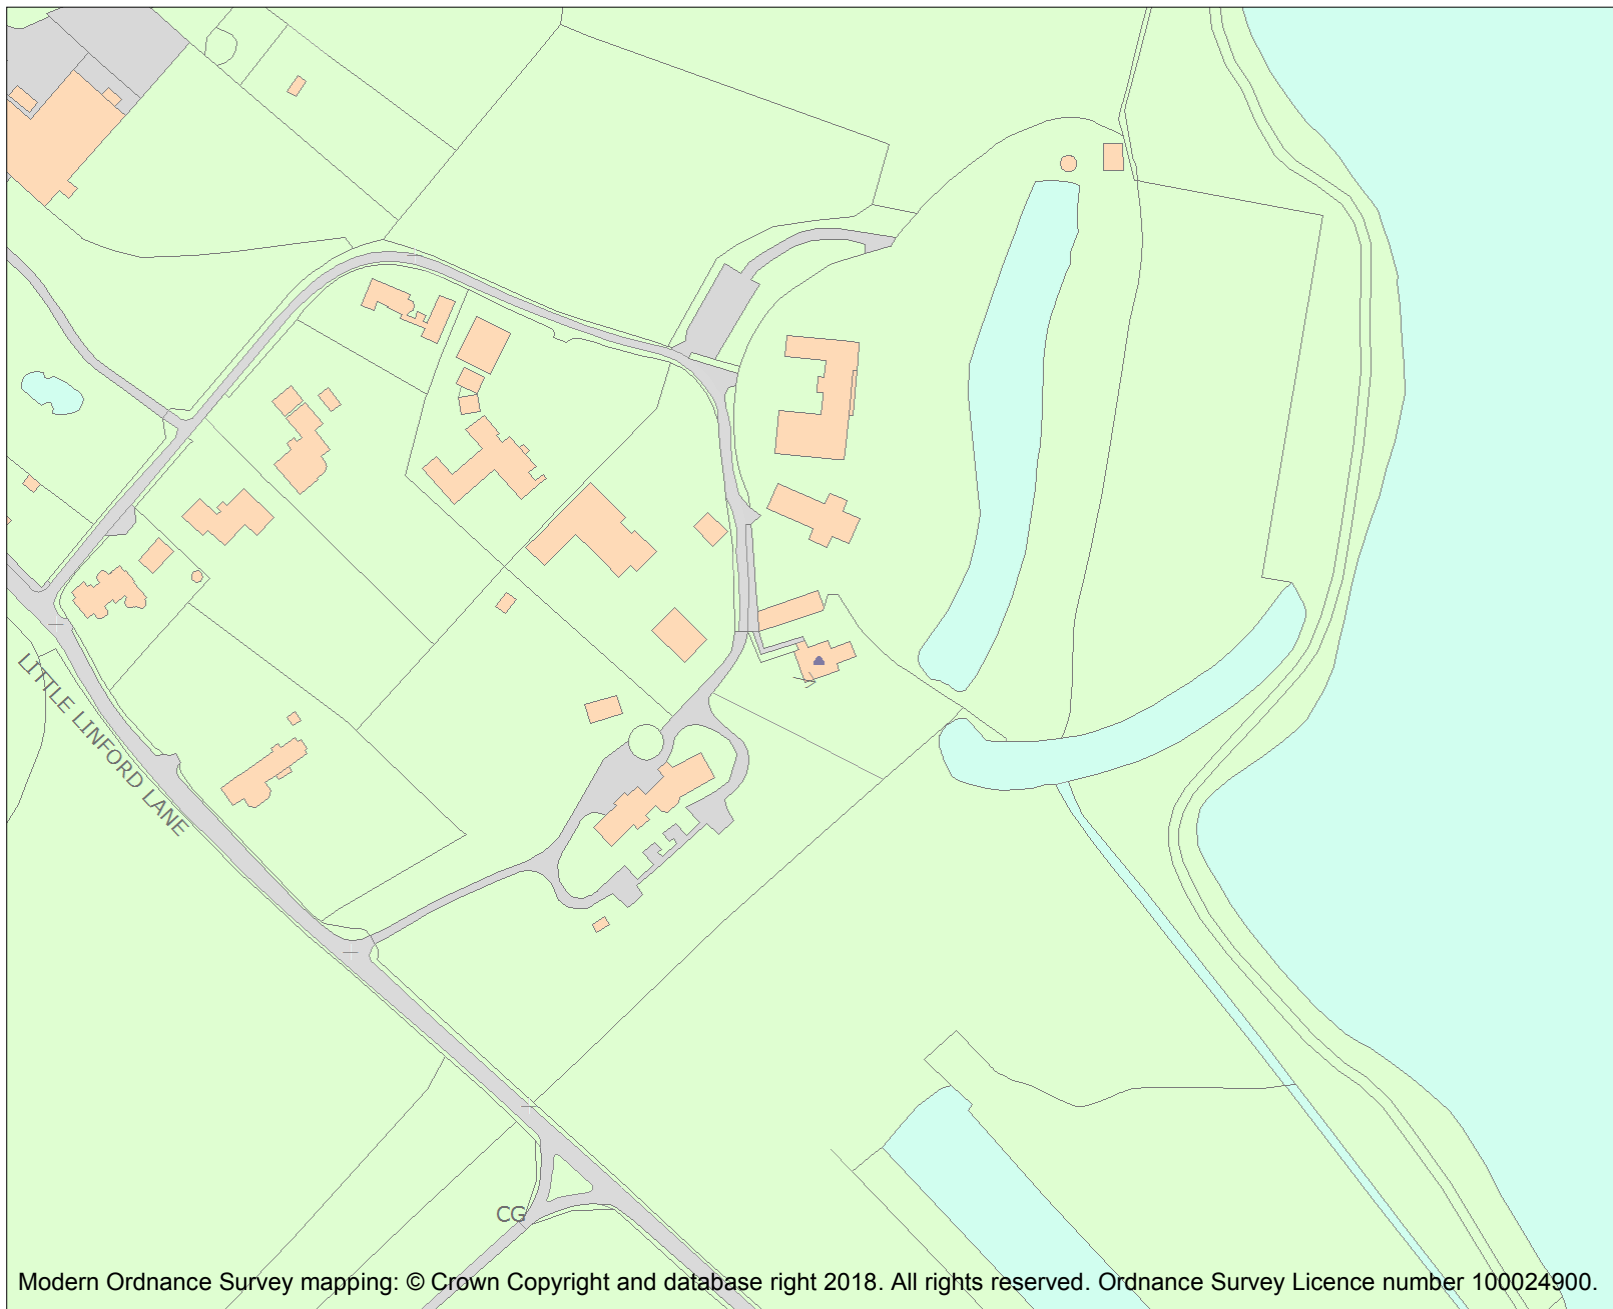 LITTLE LINFORD LANE
CG
Modern Ordnance Survey mapping: © Crown Copyright and database right 2018. All rights reserved. Ordnance Survey Licence number 100024900.